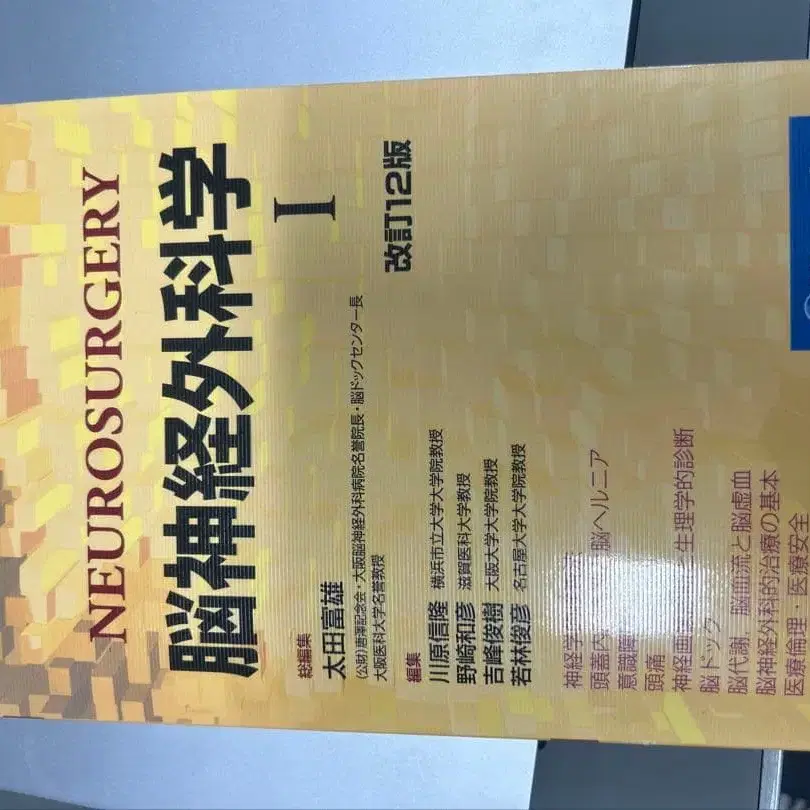 NEUROSURGERY
脳神経外科学
I
改訂12版
総編集
太田富雄
(公財)唐澤記念会・大阪脳神経外科病院名誉院長・脳ドックセンター長
大阪医科大学名誉教授
編集
川原信隆 横浜市立大学大学院教授
野崎和彦 滋賀医科大学教授
吉峰俊樹 大阪大学大学院教授
若林俊彦 名古屋大学大学院教授
神経学
頭蓋内 脳ヘルニア
意識障
頭痛
神経画 生理学的診断
脳ドック
脳代謝，脳血流と脳虚血
脳神経外科的治療の基本
医療倫理・医療安全